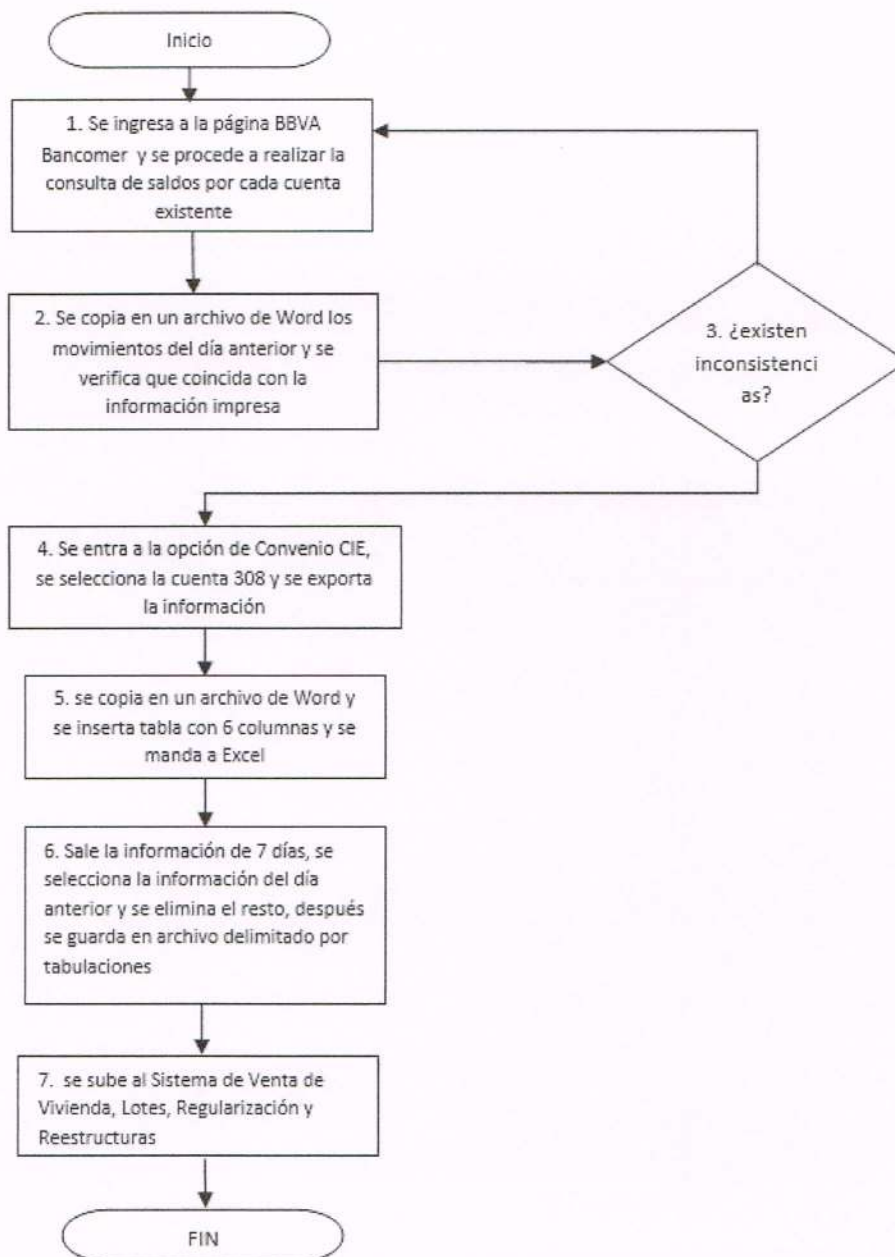 Inicio
1. Se ingresa a la página BBVA
Bancomer y se procede a realizar la
consulta de saldos por cada cuenta
existente
2. Se copia en un archivo de Word los
movimientos del día anterior y se
verifica que coincida con la
información impresa
3. ¿existen
inconsistenci
as?
4. Se entra a la opción de Convenio CIE,
se selecciona la cuenta 308 y se exporta
la información
5. se copia en un archivo de Word y
se inserta tabla con 6 columnas y se
manda a Excel
6. Sale la información de 7 días, se
selecciona la información del día
anterior y se elimina el resto, después
se guarda en archivo delimitado por
tabulaciones
7. se sube al Sistema de Venta de
Vivienda, Lotes, Regularización y
Reestructuras
FIN